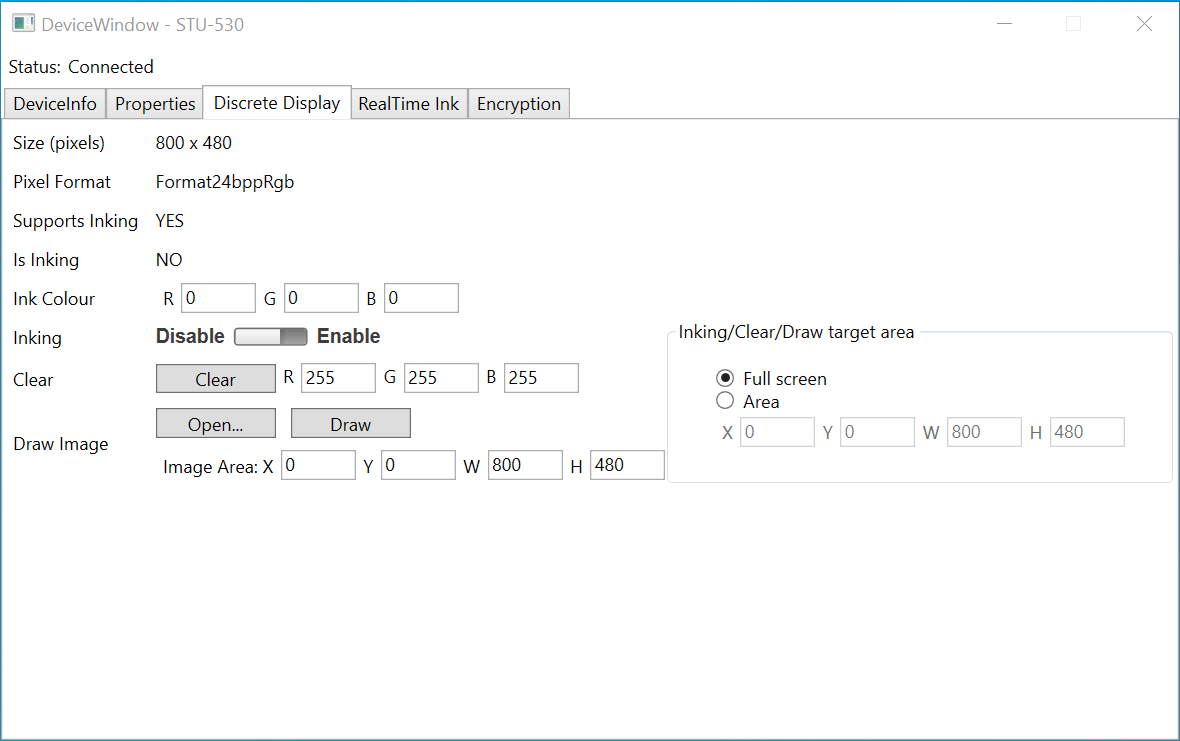 DeviceWindow - STU-530
Status: Connected
DeviceInfo Properties Discrete Display RealTime Ink Encryption
Size (pixels) 800 x 480
Pixel Format Format24bppRgb
Supports Inking YES
Is Inking NO
Ink Colour R 0 G 0 B 0
Inking Disable Enable
Clear Clear R 255 G 255 B 255
Draw Image Open... Draw
Image Area: X 0 Y 0 W 800 H 480
Inking/Clear/Draw target area
Full screen
Area
X 0 Y 0 W 800 H 480